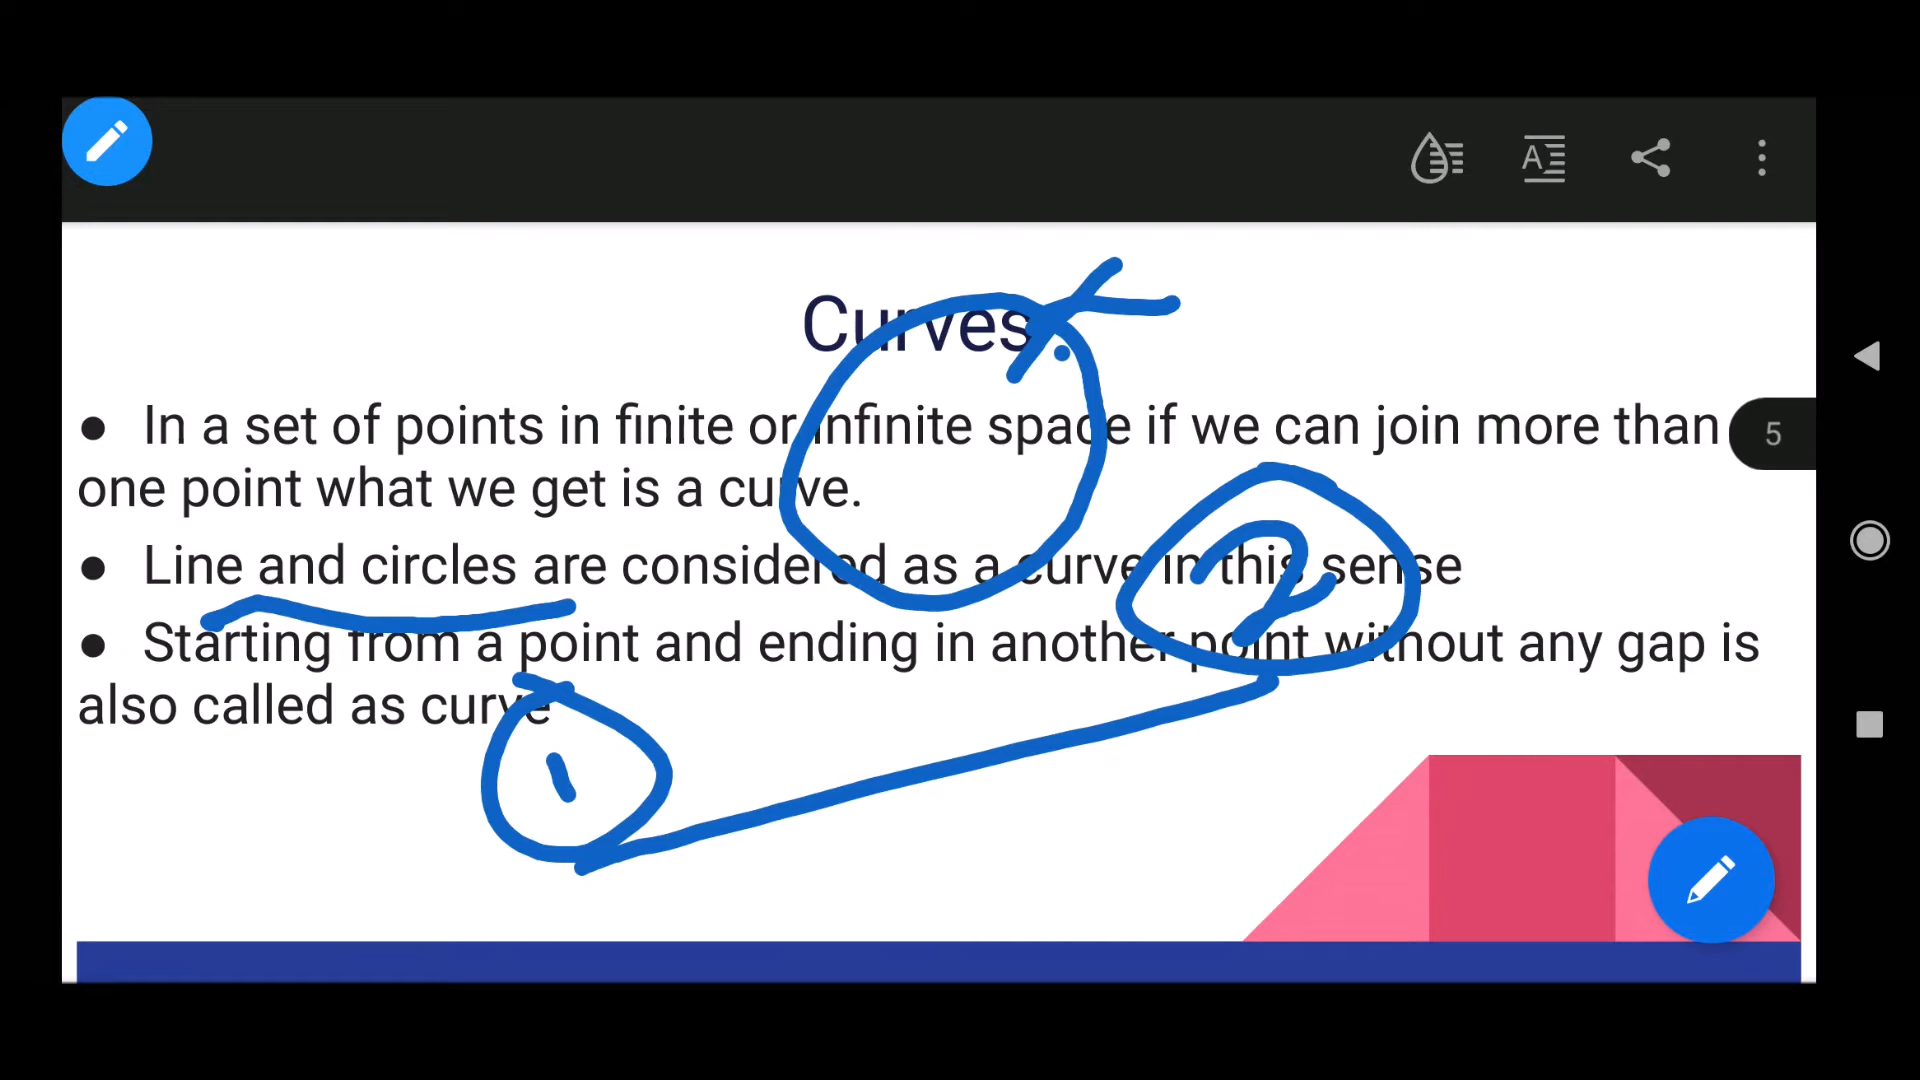 Curves
● In a set of points in finite or infinite space if we can join more than
one point what we get is a curve.
● Line and circles are considered as a curve in this sense
● Starting from a point and ending in another point without any gap is
also called as curve
5
1
2